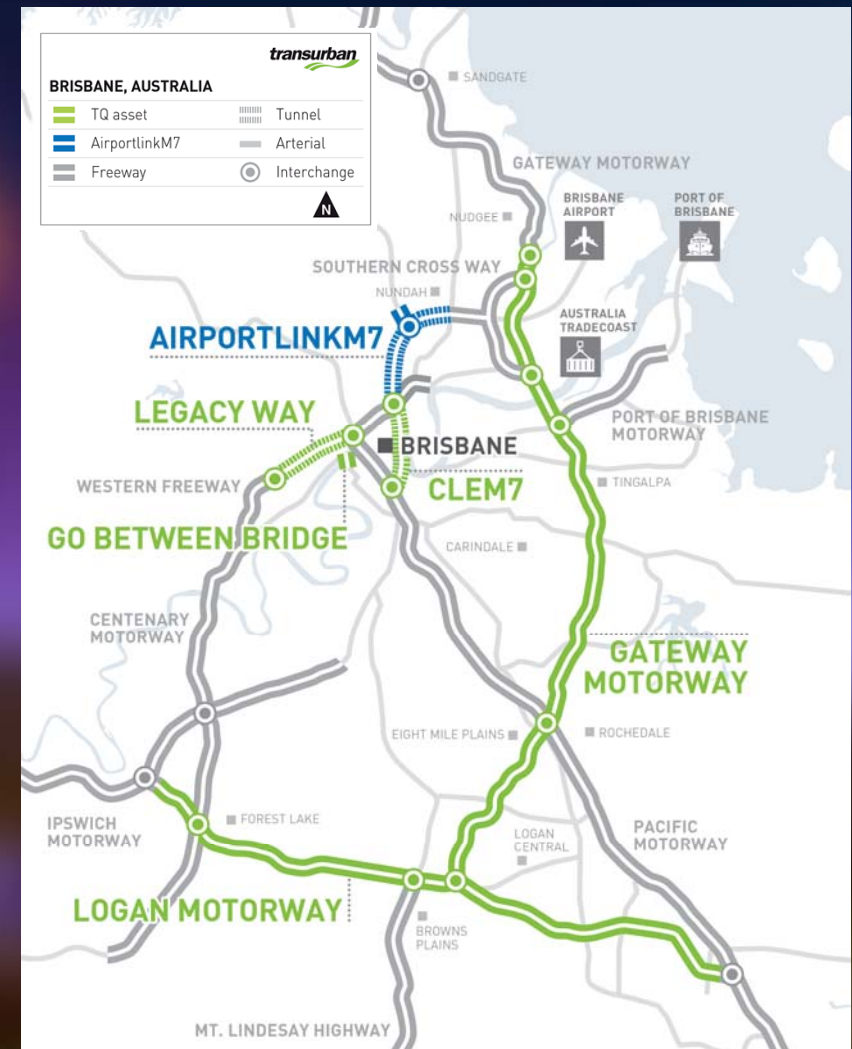 transurban
BRISBANE, AUSTRALIA
TQ asset
Tunnel
AirportlinkM7
Arterial
Freeway
Interchange
N
SANDGATE
GATEWAY MOTORWAY
BRISBANE
AIRPORT
PORT OF
BRISBANE
NUDGEE
SOUTHERN CROSS WAY
NUNDAH
AUSTRALIA
TRADECOAST
AIRPORTLINKM7
LEGACY WAY
PORT OF BRISBANE
MOTORWAY
BRISBANE
WESTERN FREEWAY
CLEM7
TINGALPA
GO BETWEEN BRIDGE
CARINDALE
CENTENARY
MOTORWAY
GATEWAY
MOTORWAY
EIGHT MILE PLAINS
ROCHEDALE
IPSWICH
MOTORWAY
FOREST LAKE
LOGAN
CENTRAL
PACIFIC
MOTORWAY
LOGAN MOTORWAY
BROWNS
PLAINS
MT. LINDESAY HIGHWAY